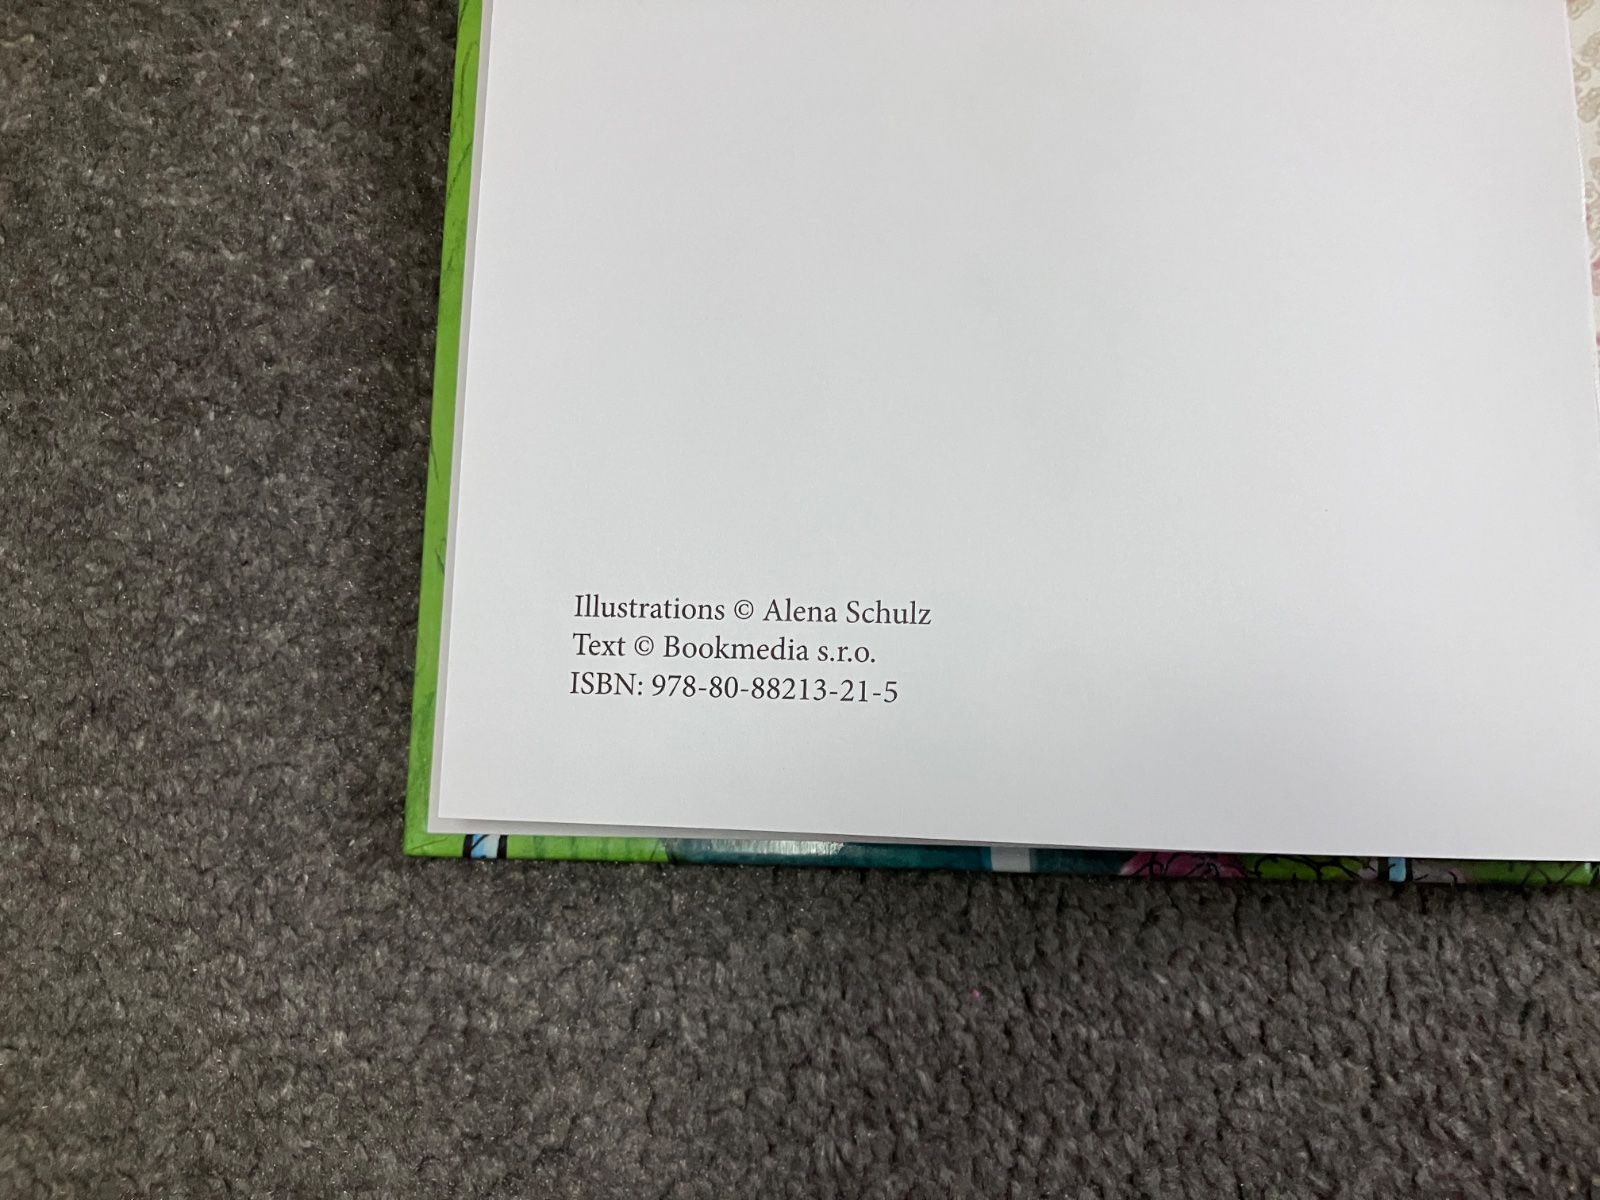 Illustrations © Alena Schulz
Text © Bookmedia s.r.o.
ISBN: 978-80-88213-21-5